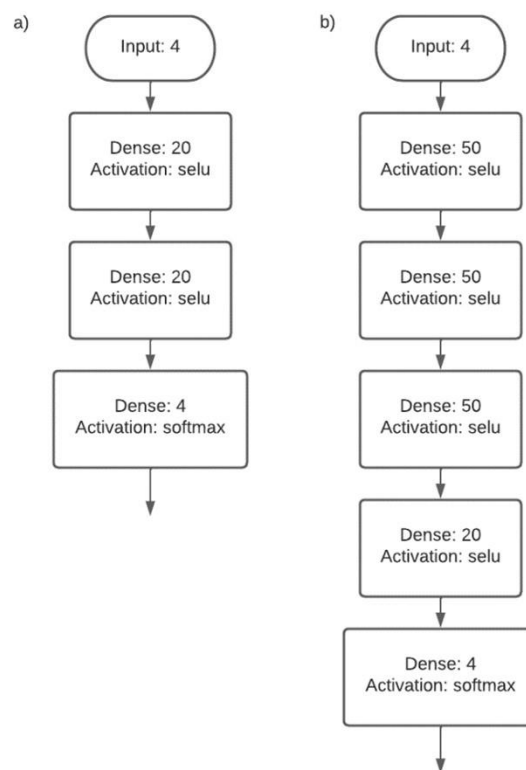 a)
Input: 4
Dense: 20
Activation: selu
Dense: 20
Activation: selu
Dense: 4
Activation: softmax
b)
Input: 4
Dense: 50
Activation: selu
Dense: 50
Activation: selu
Dense: 50
Activation: selu
Dense: 20
Activation: selu
Dense: 4
Activation: softmax